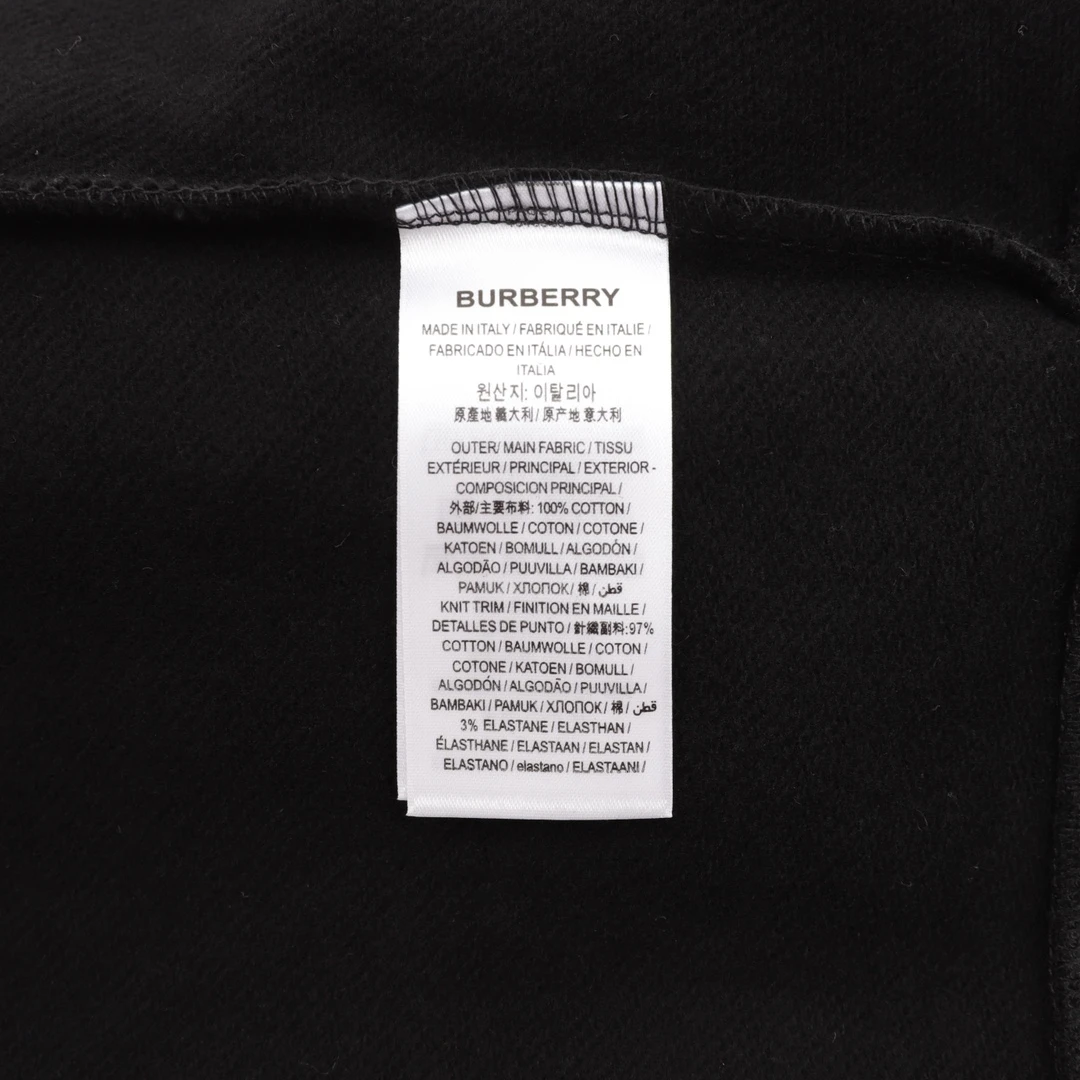 BURBERRY
MADE IN ITALY / FABRIQUÉ EN ITALIE /
FABRICADO EN ITÁLIA / HECHO EN
ITALIA
원산지: 이탈리아
原產地義大利 / 原产地意大利
OUTER/ MAIN FABRIC / TISSU
EXTÉRIEUR / PRINCIPAL / EXTERIOR -
COMPOSICION PRINCIPAL /
外部/主要布料: 100% COTTON /
BAUMWOLLE / COTON / COTONE /
KATOEN / BOMULL / ALGODÓN /
ALGODÃO / PUUVILLA / BAMBAKI /
PAMUK / ХЛОПОК / 棉 / قطن
KNIT TRIM / FINITION EN MAILLE /
DETALLES DE PUNTO / 針織副料:97%
COTTON / BAUMWOLLE / COTON /
COTONE / KATOEN / BOMULL /
ALGODÓN / ALGODÃO / PUUVILLA /
BAMBAKI / PAMUK / ХЛОПОК / 棉 / قطن
3% ELASTANE / ELASTHAN /
ÉLASTHANE / ELASTAAN / ELASTAN /
ELASTANO / elastano / ELASTAANI /